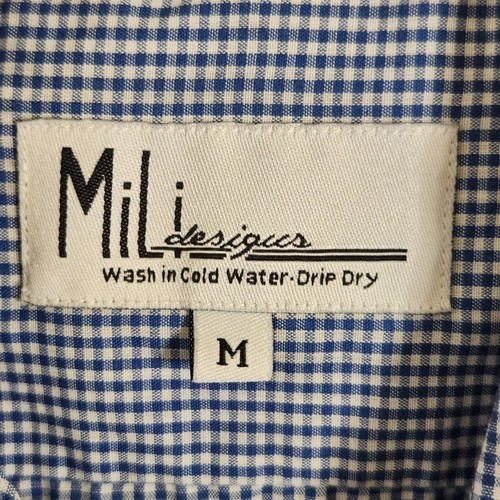 MiLi
designs
Wash in Cold Water·Drip Dry
M